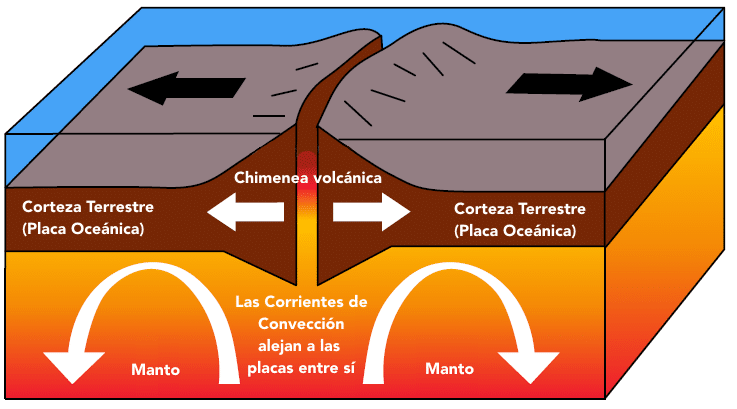 Chimenea volcánica
Corteza Terrestre
(Placa Oceánica)
Corteza Terrestre
(Placa Oceánica)
Las Corrientes de
Convección
alejan a las
placas entre sí
Manto
Manto